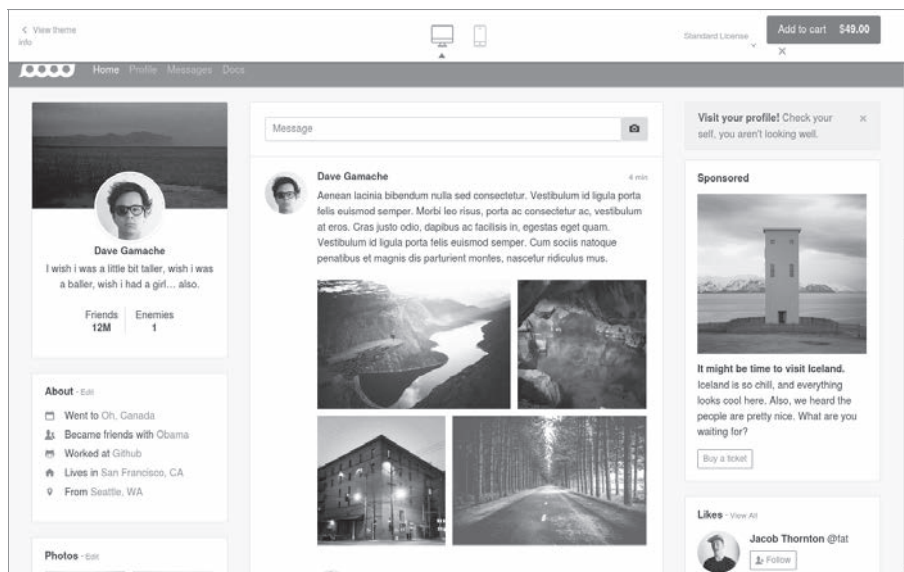 View theme
info
Standard License
Add to cart $49.00
Home Profile Messages Docs
Dave Gamache
I wish i was a little bit taller, wish i was
a baller, wish i had a girl... also.
Friends
12M
Enemies
1
About · Edit
Went to Oh, Canada
Became friends with Obama
Worked at Github
Lives in San Francisco, CA
From Seattle, WA
Photos · Edit
Message
Dave Gamache 4 min
Aenean lacinia bibendum nulla sed consectetur. Vestibulum id ligula porta
felis euismod semper. Morbi leo risus, porta ac consectetur ac, vestibulum
at eros. Cras justo odio, dapibus ac facilisis in, egestas eget quam.
Vestibulum id ligula porta felis euismod semper. Cum sociis natoque
penatibus et magnis dis parturient montes, nascetur ridiculus mus.
Visit your profile! Check your
self, you aren't looking well.
Sponsored
It might be time to visit Iceland.
Iceland is so chill, and everything
looks cool here. Also, we heard the
people are pretty nice. What are you
waiting for?
Buy a ticket
Likes · View All
Jacob Thornton @fat
Follow